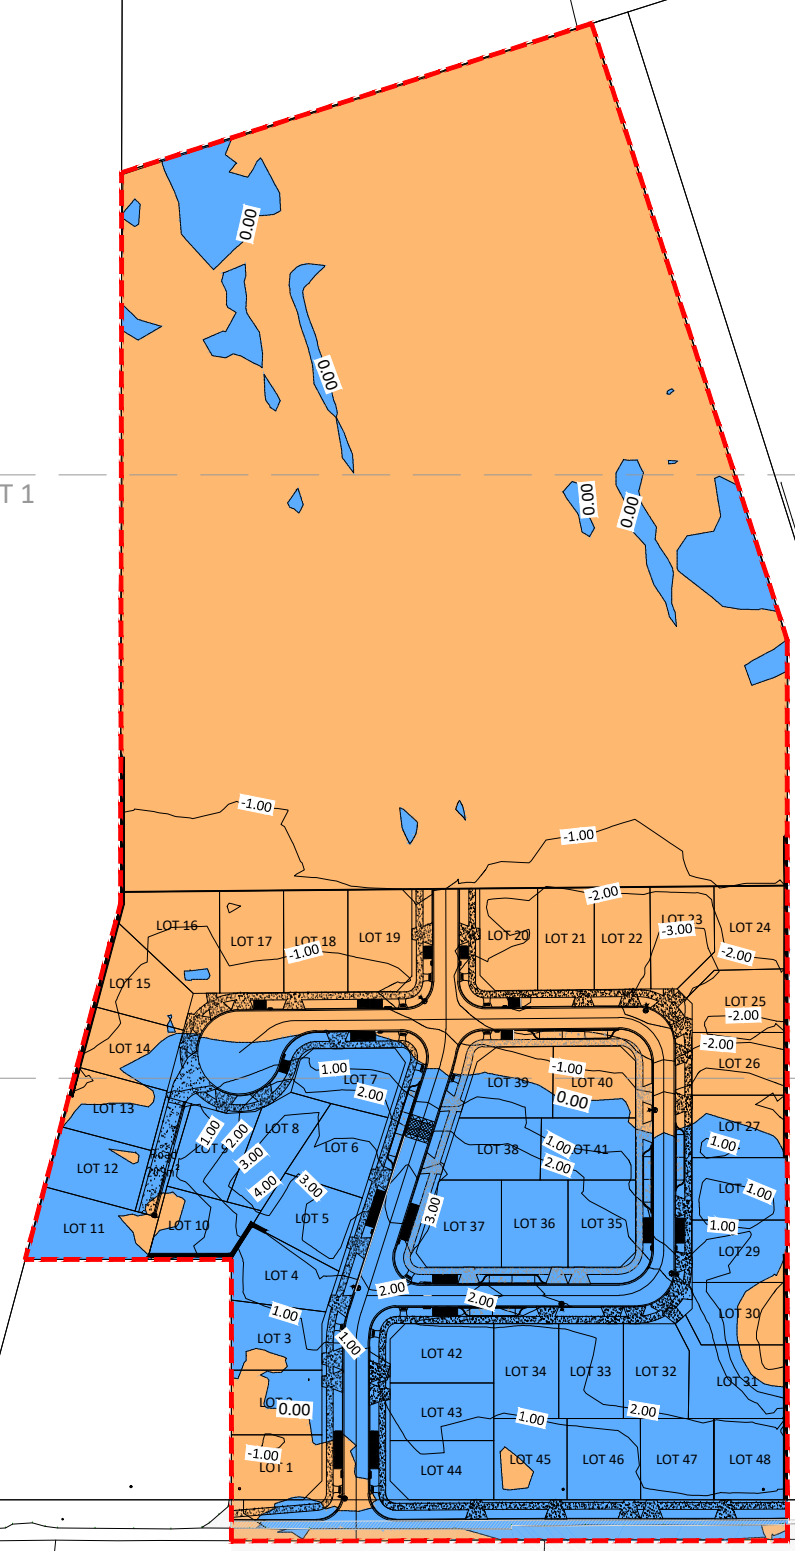 0.00
0.00
T 1
0.00
0.00
-1.00
-1.00
-2.00
LOT 16
LOT 17
LOT 18
LOT 19
LOT 20
LOT 21
LOT 22
LOT 23
LOT 24
-3.00
-1.00
-2.00
LOT 15
LOT 25
-2.00
LOT 14
-2.00
LOT 26
1.00
LOT 7
2.00
LOT 39
-1.00
LOT 40
0.00
LOT 13
LOT 8
1.00
2.00
LOT 6
LOT 38
1.00
LOT 41
2.00
LOT 27
1.00
LOT 12
3.00
4.00
3.00
1.00
LOT 11
LOT 10
LOT 5
3.00
LOT 37
LOT 36
LOT 35
1.00
LOT 29
LOT 4
2.00
2.00
1.00
LOT 3
1.00
LOT 30
LOT 42
LOT 34
LOT 33
LOT 32
LOT 31
0.00
LOT 43
1.00
2.00
-1.00
LOT 1
LOT 44
LOT 45
LOT 46
LOT 47
LOT 48